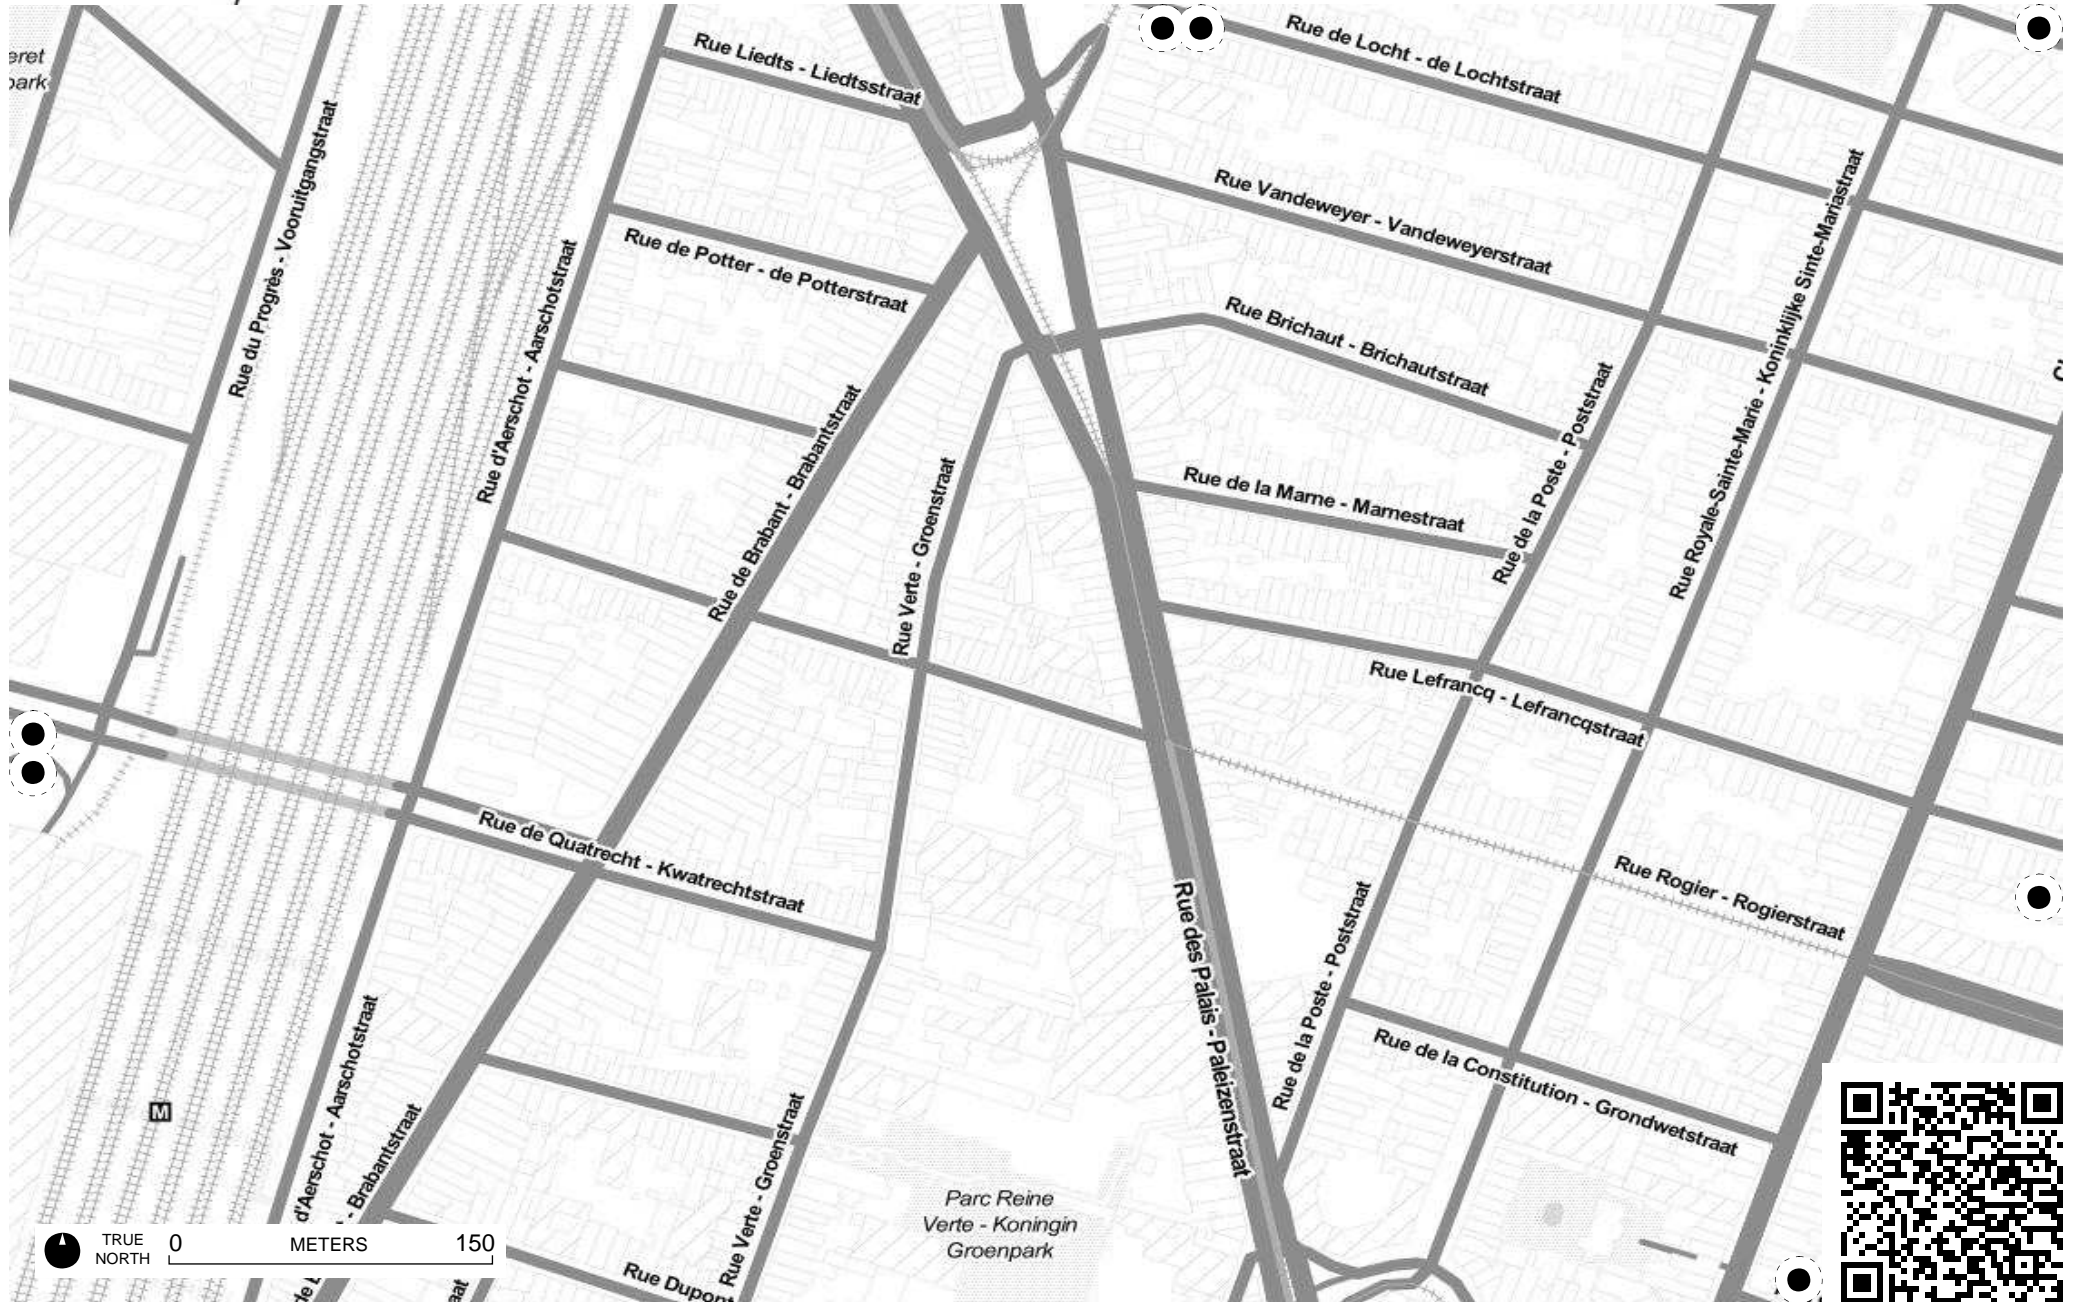 Rue Liedts - Liedtsstraat
Rue de Locht - de Lochtstraat
eret
park
Rue du Progrès - Vooruitgangstraat
Rue d'Aerschot - Aarschotstraat
Rue de Potter - de Potterstraat
Rue Vandeweyer - Vandeweyerstraat
Rue Royale-Sainte-Marie - Koninklijke Sinte-Mariastraat
Rue Brichaut - Brichautstraat
Rue de Brabant - Brabantstraat
Rue Verte - Groenstraat
Rue de la Poste - Poststraat
Rue de la Marne - Marnestraat
Rue Lefrancq - Lefrancqstraat
Rue de Quatrecht - Kwatrechtstraat
Rue Rogier - Rogierstraat
Rue des Palais - Paleizenstraat
Rue de la Poste - Poststraat
Rue de la Constitution - Grondwetstraat
d'Aerschot - Aarschotstraat
- Brabantstraat
M
Rue Verte - Groenstraat
Parc Reine
Verte - Koningin
Groenpark
Rue Dupont
aat
TRUE
NORTH
0 METERS 150